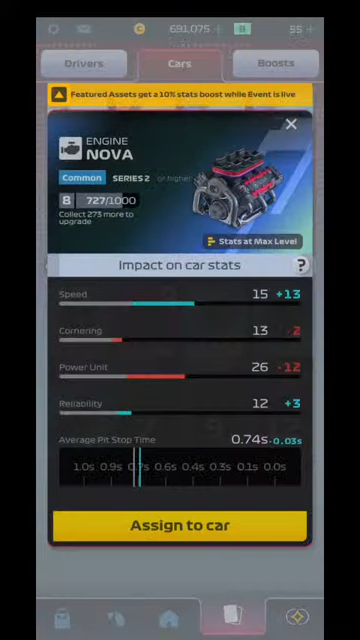 691,075 +
55 +
Drivers
Cars
Boosts
Featured Assets get a 10% stats boost while Event is live
ENGINE
NOVA
Common SERIES 2 or higher
8 727/1000
Collect 273 more to
upgrade
Stats at Max Level
Impact on car stats
?
Speed 15 +13
Cornering 13 -2
Power Unit 26 -12
Reliability 12 +3
Average Pit Stop Time 0.74s -0.03s
1.0s 0.9s 0.7s 0.6s 0.4s 0.3s 0.1s 0.0s
Assign to car